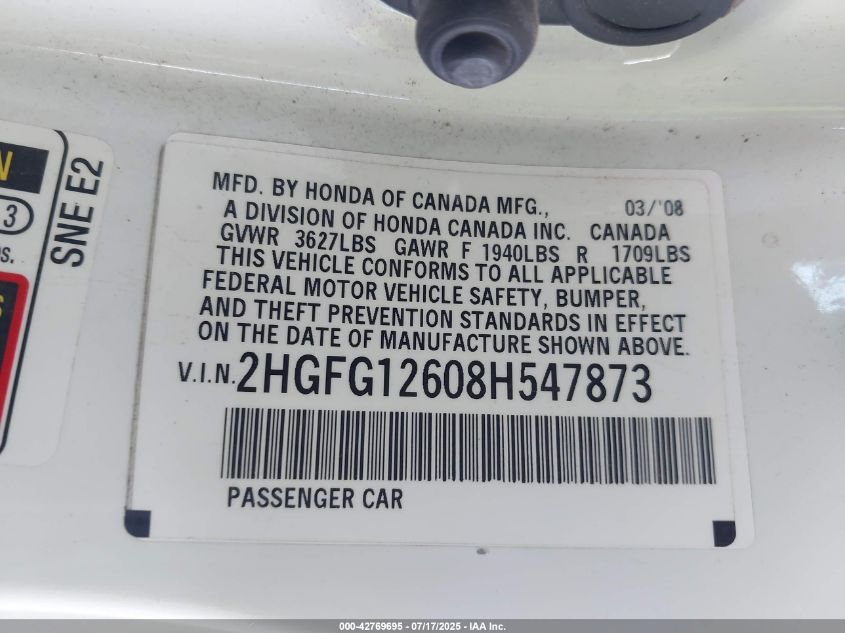 N
3
S.
S
SNE E2
MFD. BY HONDA OF CANADA MFG., 03/'08
A DIVISION OF HONDA CANADA INC. CANADA
GVWR 3627LBS GAWR F 1940LBS R 1709LBS
THIS VEHICLE CONFORMS TO ALL APPLICABLE
FEDERAL MOTOR VEHICLE SAFETY, BUMPER,
AND THEFT PREVENTION STANDARDS IN EFFECT
ON THE DATE OF MANUFACTURE SHOWN ABOVE.
V.I.N. 2HGFG12608H547873
PASSENGER CAR
000-42769695 - 07/17/2025 - IAA Inc.